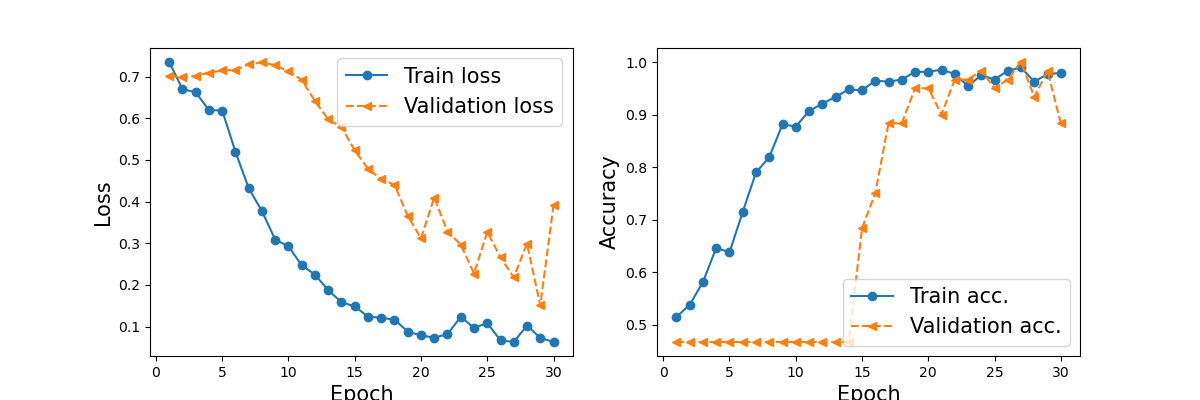 Train loss
Validation loss
Loss
0.7
0.6
0.5
0.4
0.3
0.2
0.1
0 5 10 15 20 25 30
Epoch
Train acc.
Validation acc.
Accuracy
1.0
0.9
0.8
0.7
0.6
0.5
0 5 10 15 20 25 30
Epoch